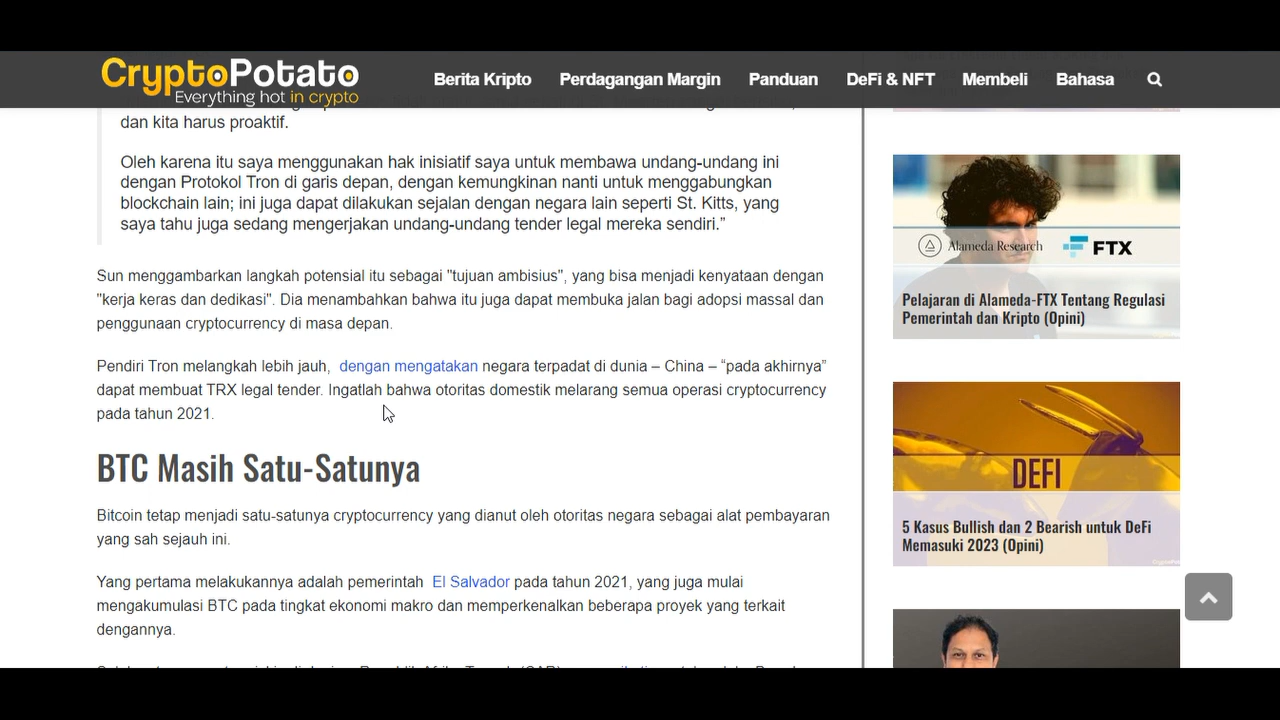 CryptoPotato
Everything hot in crypto
Berita Kripto
Perdagangan Margin
Panduan
DeFi & NFT
Membeli
Bahasa
dan kita harus proaktif.
Oleh karena itu saya menggunakan hak inisiatif saya untuk membawa undang-undang ini
dengan Protokol Tron di garis depan, dengan kemungkinan nanti untuk menggabungkan
blockchain lain; ini juga dapat dilakukan sejalan dengan negara lain seperti St. Kitts, yang
saya tahu juga sedang mengerjakan undang-undang tender legal mereka sendiri.”
Sun menggambarkan langkah potensial itu sebagai "tujuan ambisius", yang bisa menjadi kenyataan dengan
"kerja keras dan dedikasi". Dia menambahkan bahwa itu juga dapat membuka jalan bagi adopsi massal dan
penggunaan cryptocurrency di masa depan.
Pendiri Tron melangkah lebih jauh, dengan mengatakan negara terpadat di dunia – China – “pada akhirnya”
dapat membuat TRX legal tender. Ingatlah bahwa otoritas domestik melarang semua operasi cryptocurrency
pada tahun 2021.
BTC Masih Satu-Satunya
Bitcoin tetap menjadi satu-satunya cryptocurrency yang dianut oleh otoritas negara sebagai alat pembayaran
yang sah sejauh ini.
Yang pertama melakukannya adalah pemerintah El Salvador pada tahun 2021, yang juga mulai
mengakumulasi BTC pada tingkat ekonomi makro dan memperkenalkan beberapa proyek yang terkait
dengannya.
Alameda Research
FTX
Pelajaran di Alameda-FTX Tentang Regulasi
Pemerintah dan Kripto (Opini)
DEFI
5 Kasus Bullish dan 2 Bearish untuk DeFi
Memasuki 2023 (Opini)